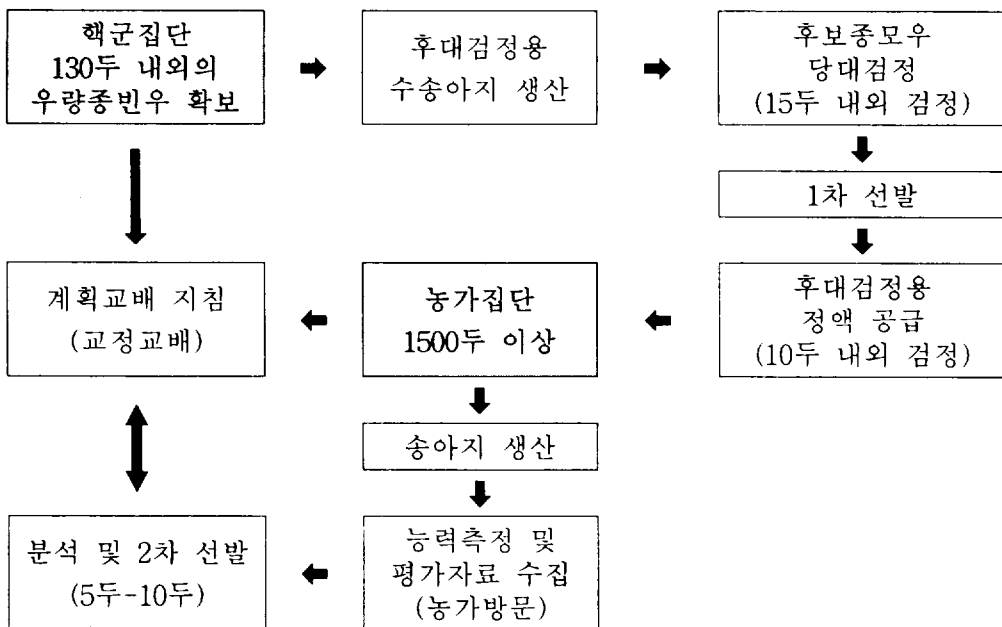 핵군집단
130두 내외의
우량종빈우 확보
후대검정용
수송아지 생산
후보종모우
당대검정
(15두 내외 검정)
1차 선발
계획교배 지침
(교정교배)
농가집단
1500두 이상
후대검정용
정액 공급
(10두 내외 검정)
송아지 생산
분석 및 2차 선발
(5두-10두)
능력측정 및
평가자료 수집
(농가방문)